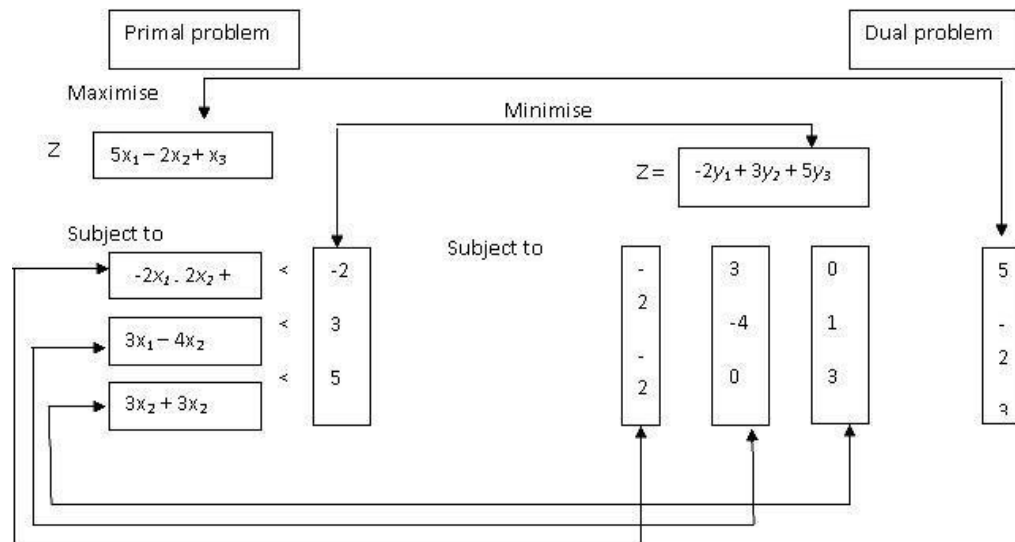 Primal problem
Dual problem
Maximise
Minimise
Z
5x₁ – 2x₂ + x₃
Z =
-2y₁ + 3y₂ + 5y₃
Subject to
Subject to
-2x₁ . 2x₂ +
<
-2
3x₁ – 4x₂
<
3
3x₂ + 3x₂
<
5
-
2
-
2
3
-4
0
0
1
3
5
-
2
3